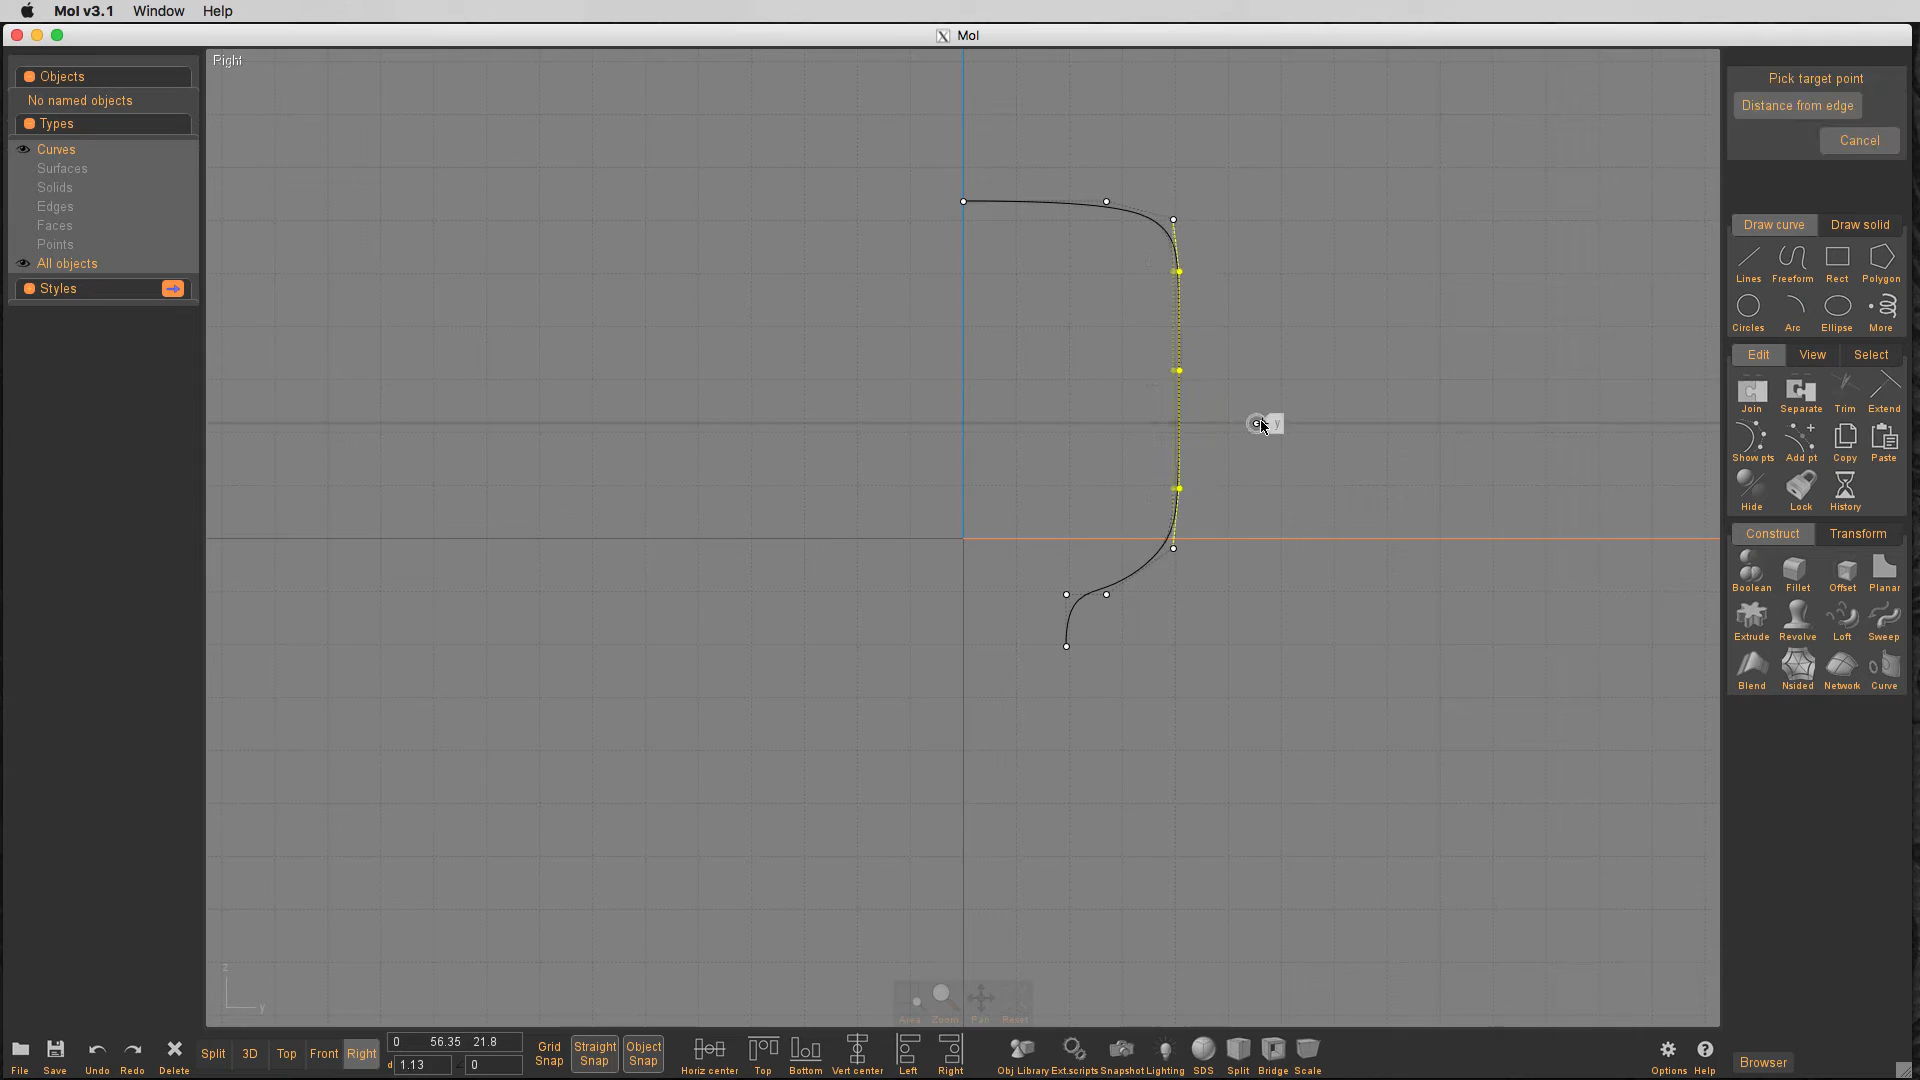 MoI v3.1 Window Help
MoI
Right
Objects
No named objects
Types
Curves
Surfaces
Solids
Edges
Faces
Points
All objects
Styles
Pick target point
Distance from edge
Cancel
Draw curve Draw solid
Lines Freeform Rect Polygon
Circles Arc Ellipse More
Edit View Select
Join Separate Trim Extend
Show pts Add pt Copy Paste
Hide Lock History
Construct Transform
Boolean Fillet Offset Planar
Extrude Revolve Loft Sweep
Blend Nsided Network Curve
y
z
y
Area Zoom Pan Reset
File Save Undo Redo Delete
Split 3D Top Front Right
0 56.35 21.8
d 1.13 0
Grid Snap
Straight Snap
Object Snap
Horiz center Top Bottom Vert center Left Right
Obj Library Ext.scripts Snapshot Lighting SDS Split Bridge Scale
Options Help
Browser